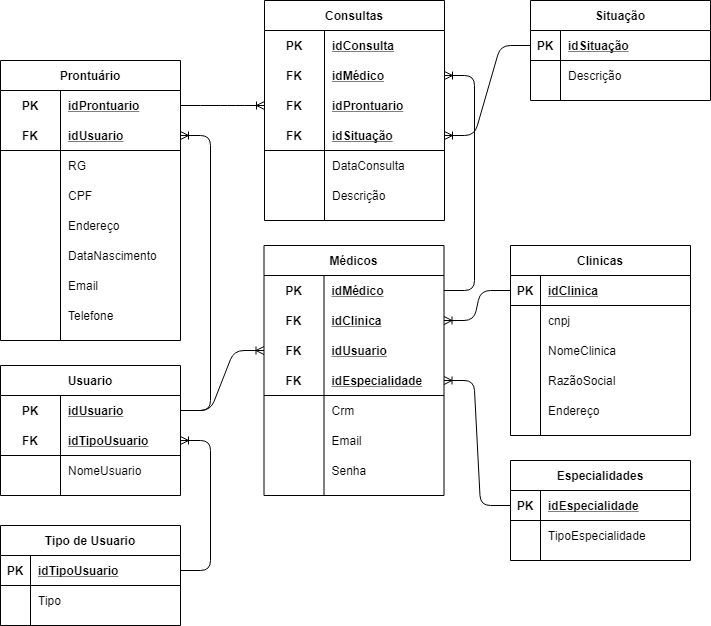 Consultas
PK idConsulta
FK idMédico
FK idProntuario
FK idSituação
DataConsulta
Descrição
Situação
PK idSituação
Descrição
Prontuário
PK idProntuario
FK idUsuario
RG
CPF
Endereço
DataNascimento
Email
Telefone
Médicos
PK idMédico
FK idClinica
FK idUsuario
FK idEspecialidade
Crm
Email
Senha
Clinicas
PK idClinica
cnpj
NomeClinica
RazãoSocial
Endereço
Usuario
PK idUsuario
FK idTipoUsuario
NomeUsuario
Especialidades
PK idEspecialidade
TipoEspecialidade
Tipo de Usuario
PK idTipoUsuario
Tipo